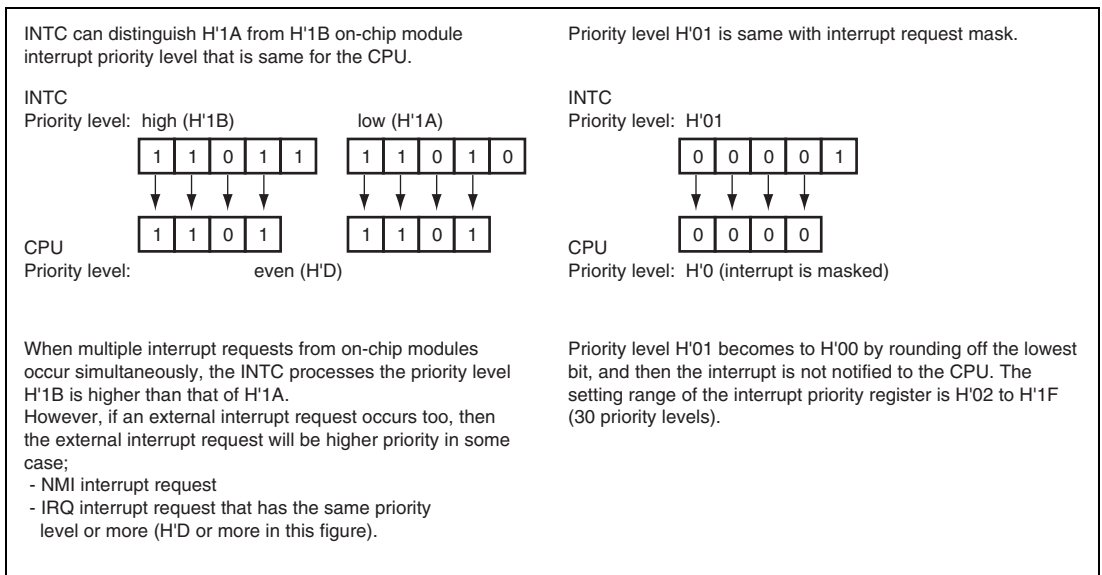 INTC can distinguish H'1A from H'1B on-chip module
interrupt priority level that is same for the CPU.
INTC
Priority level: high (H'1B) low (H'1A)
1 1 0 1 1 1 1 0 1 0
1 1 0 1 1 1 0 1
CPU
Priority level: even (H'D)
When multiple interrupt requests from on-chip modules
occur simultaneously, the INTC processes the priority level
H'1B is higher than that of H'1A.
However, if an external interrupt request occurs too, then
the external interrupt request will be higher priority in some
case;
- NMI interrupt request
- IRQ interrupt request that has the same priority
level or more (H'D or more in this figure).
Priority level H'01 is same with interrupt request mask.
INTC
Priority level: H'01
0 0 0 0 1
0 0 0 0
CPU
Priority level: H'0 (interrupt is masked)
Priority level H'01 becomes to H'00 by rounding off the lowest
bit, and then the interrupt is not notified to the CPU. The
setting range of the interrupt priority register is H'02 to H'1F
(30 priority levels).